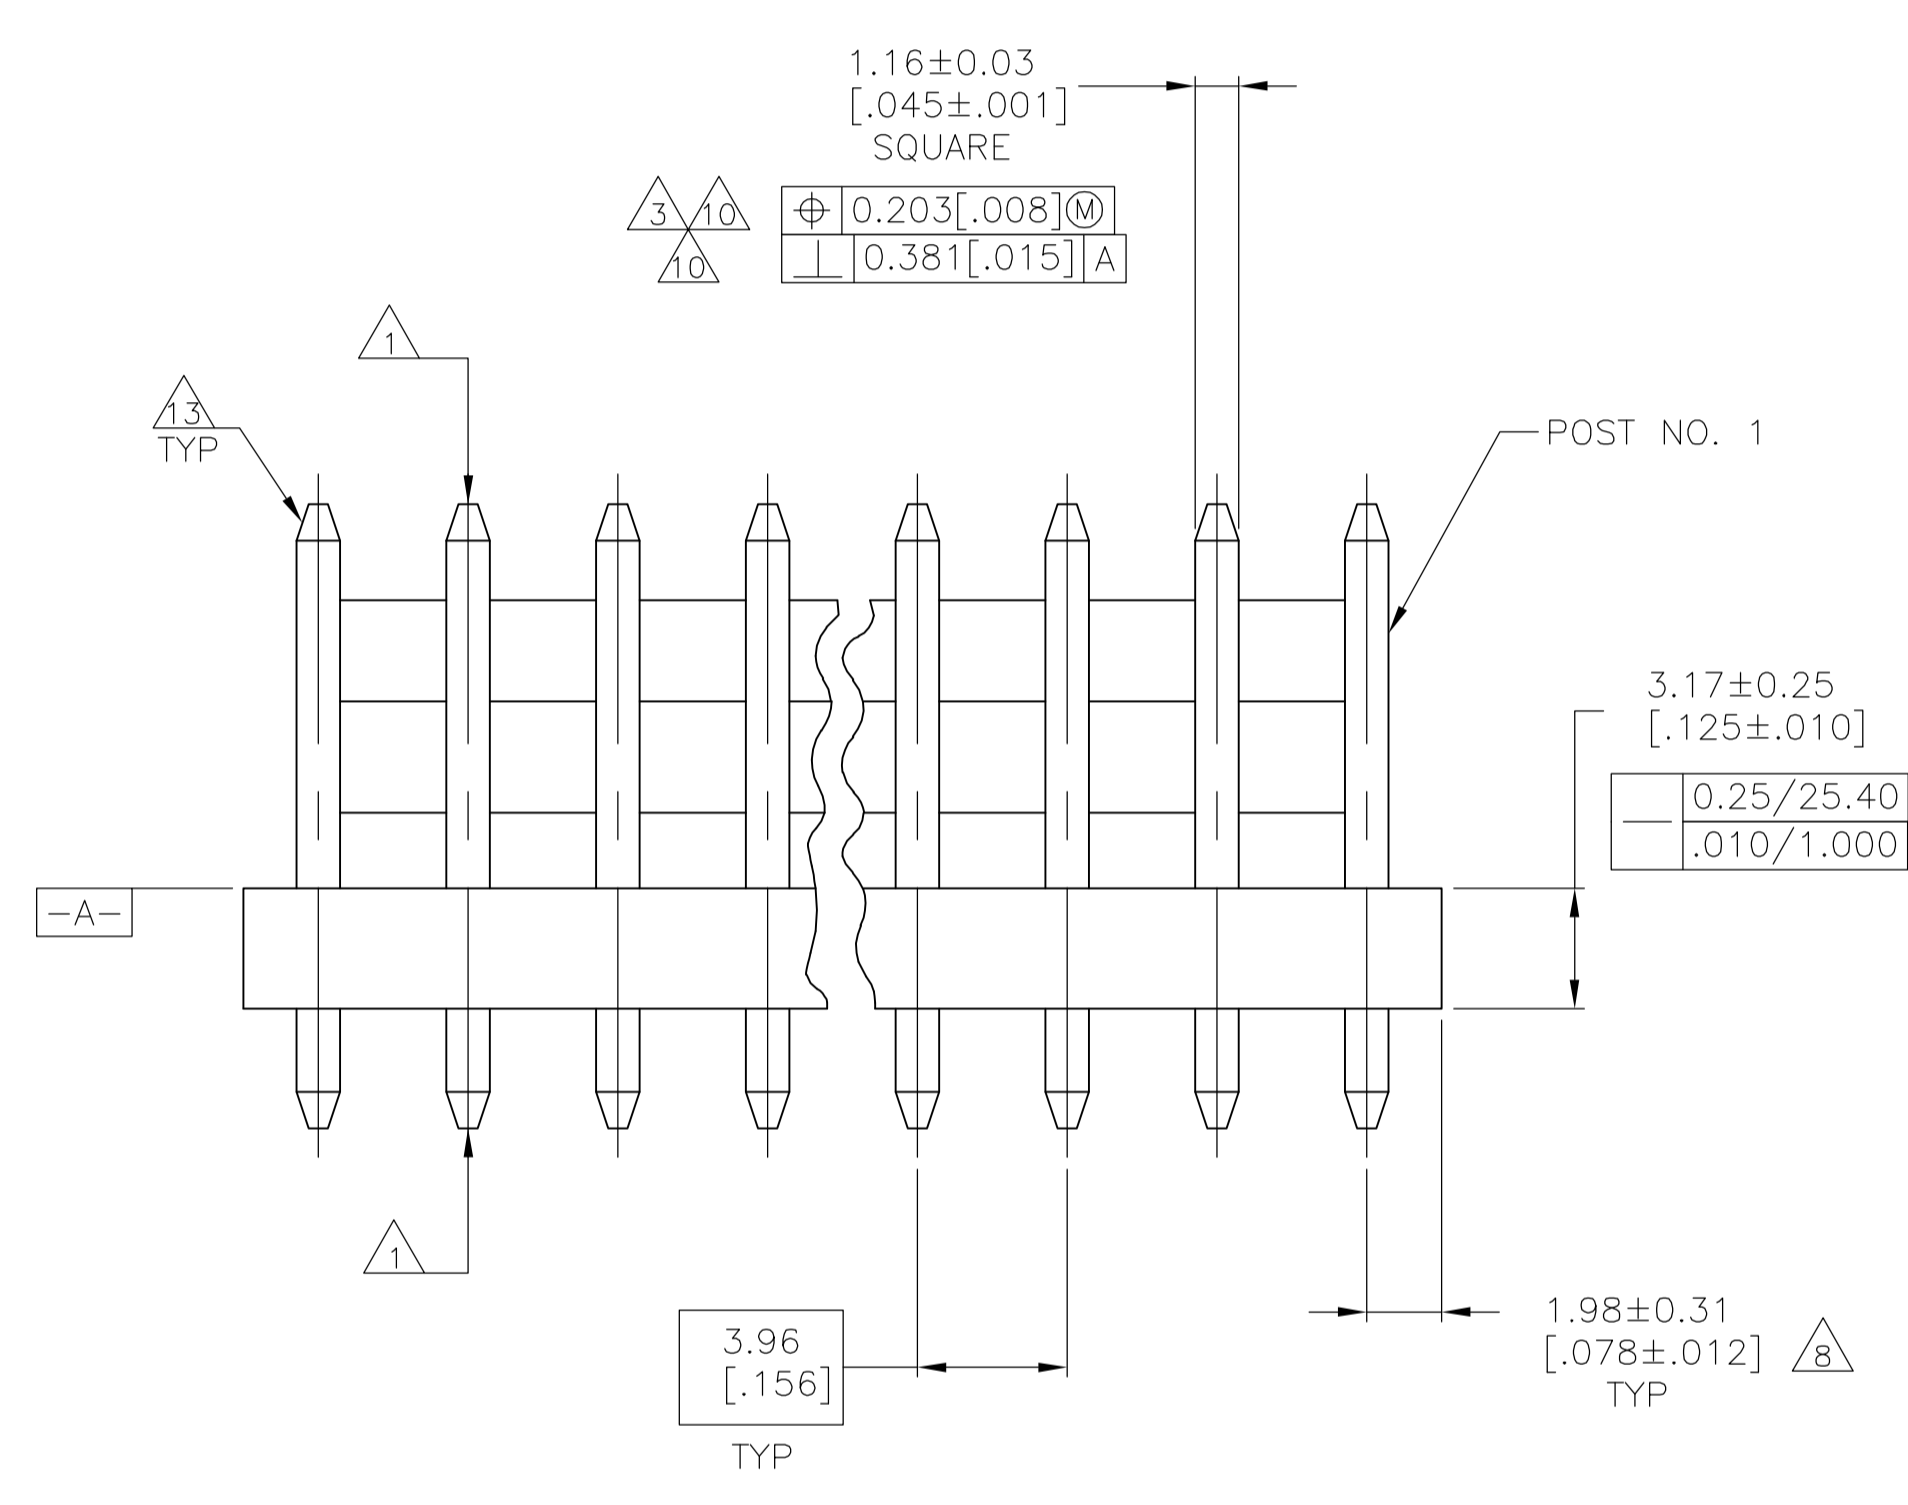 1.16±0.03
[.045±.001]
SQUARE
3 10
⌖ 0.203[.008]Ⓜ
10
⟂ 0.381[.015] A
1
13
TYP
POST NO. 1
3.17±0.25
[.125±.010]
⏤ 0.25/25.40
.010/1.000
-A-
1
3.96
[.156]
TYP
1.98±0.31
[.078±.012] 8
TYP